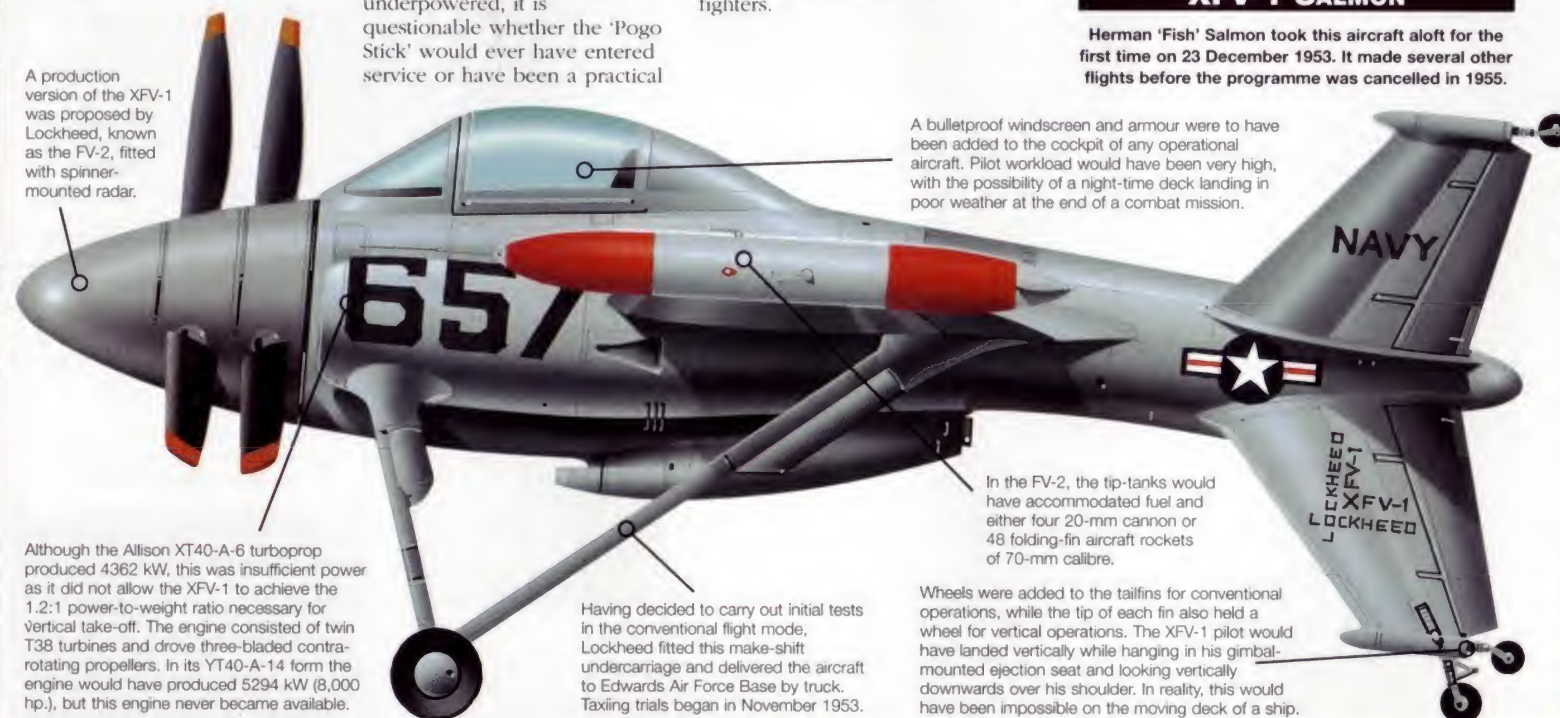 underpowered, it is
questionable whether the ‘Pogo
Stick’ would ever have entered
service or have been a practical
fighters.
XFV-1 SALMON
Herman ‘Fish’ Salmon took this aircraft aloft for the
first time on 23 December 1953. It made several other
flights before the programme was cancelled in 1955.
A production
version of the XFV-1
was proposed by
Lockheed, known
as the FV-2, fitted
with spinner-
mounted radar.
A bulletproof windscreen and armour were to have
been added to the cockpit of any operational
aircraft. Pilot workload would have been very high,
with the possibility of a night-time deck landing in
poor weather at the end of a combat mission.
NAVY
657
LOCKHEED
XFV-1
XFV-1
LOCKHEED
In the FV-2, the tip-tanks would
have accommodated fuel and
either four 20-mm cannon or
48 folding-fin aircraft rockets
of 70-mm calibre.
Although the Allison XT40-A-6 turboprop
produced 4362 kW, this was insufficient power
as it did not allow the XFV-1 to achieve the
1.2:1 power-to-weight ratio necessary for
vertical take-off. The engine consisted of twin
T38 turbines and drove three-bladed contra-
rotating propellers. In its YT40-A-14 form the
engine would have produced 5294 kW (8,000
hp.), but this engine never became available.
Having decided to carry out initial tests
in the conventional flight mode,
Lockheed fitted this make-shift
undercarriage and delivered the aircraft
to Edwards Air Force Base by truck.
Taxiing trials began in November 1953.
Wheels were added to the tailfins for conventional
operations, while the tip of each fin also held a
wheel for vertical operations. The XFV-1 pilot would
have landed vertically while hanging in his gimbal-
mounted ejection seat and looking vertically
downwards over his shoulder. In reality, this would
have been impossible on the moving deck of a ship.